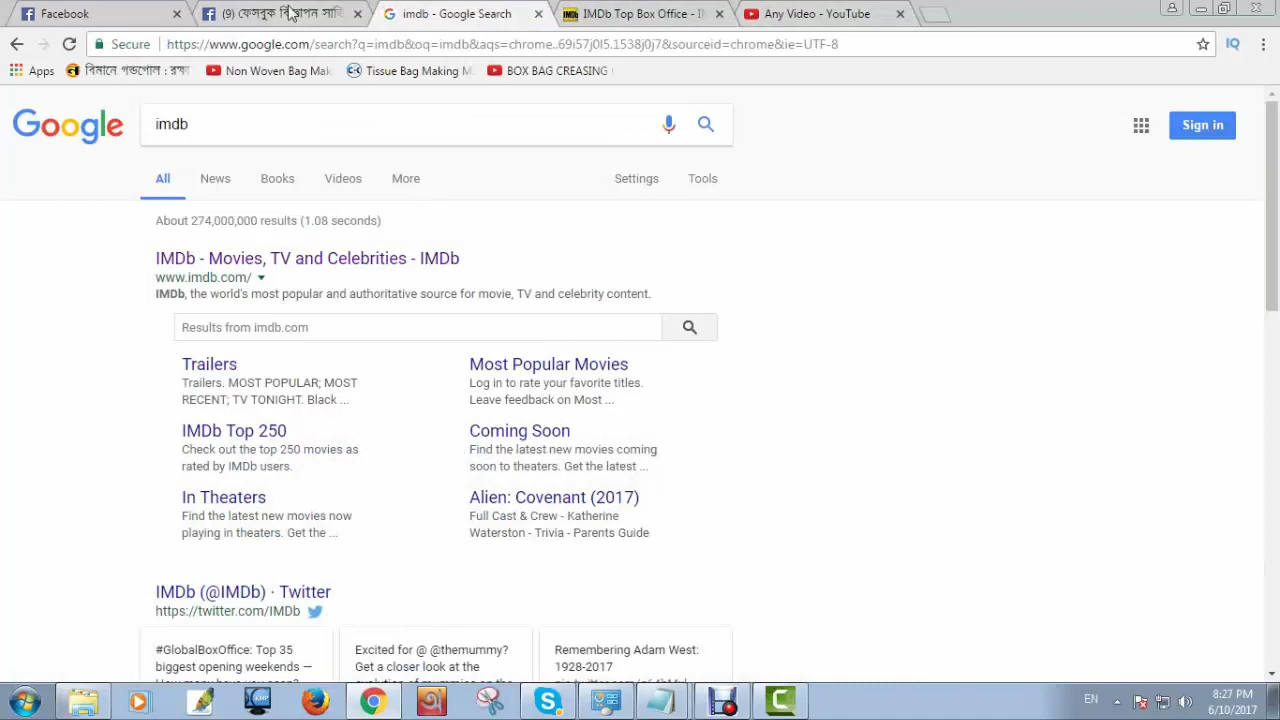 Facebook
(9) ফেসবুক
imdb - Google Search
IMDb Top Box Office - I
Any Video - YouTube
Secure
https://www.google.com/search?q=imdb&oq=imdb&aqs=chrome..69i57j0l5.1538j0j7&sourceid=chrome&ie=UTF-8
Apps
বিমানে গন্ডগোল : রক্ষ
Non Woven Bag Mak
Tissue Bag Making M
BOX BAG CREASING
Google
imdb
Sign in
All
News
Books
Videos
More
Settings
Tools
About 274,000,000 results (1.08 seconds)
IMDb - Movies, TV and Celebrities - IMDb
www.imdb.com/
IMDb, the world's most popular and authoritative source for movie, TV and celebrity content.
Results from imdb.com
Trailers
Trailers. MOST POPULAR; MOST
RECENT; TV TONIGHT. Black ...
Most Popular Movies
Log in to rate your favorite titles.
Leave feedback on Most ...
IMDb Top 250
Check out the top 250 movies as
rated by IMDb users.
Coming Soon
Find the latest new movies coming
soon to theaters. Get the latest ...
In Theaters
Find the latest new movies now
playing in theaters. Get the ...
Alien: Covenant (2017)
Full Cast & Crew - Katherine
Waterston - Trivia - Parents Guide
IMDb (@IMDb) · Twitter
https://twitter.com/IMDb
#GlobalBoxOffice: Top 35
biggest opening weekends —
Excited for @ @themummy?
Get a closer look at the
Remembering Adam West:
1928-2017
EN
8:27 PM
6/10/2017